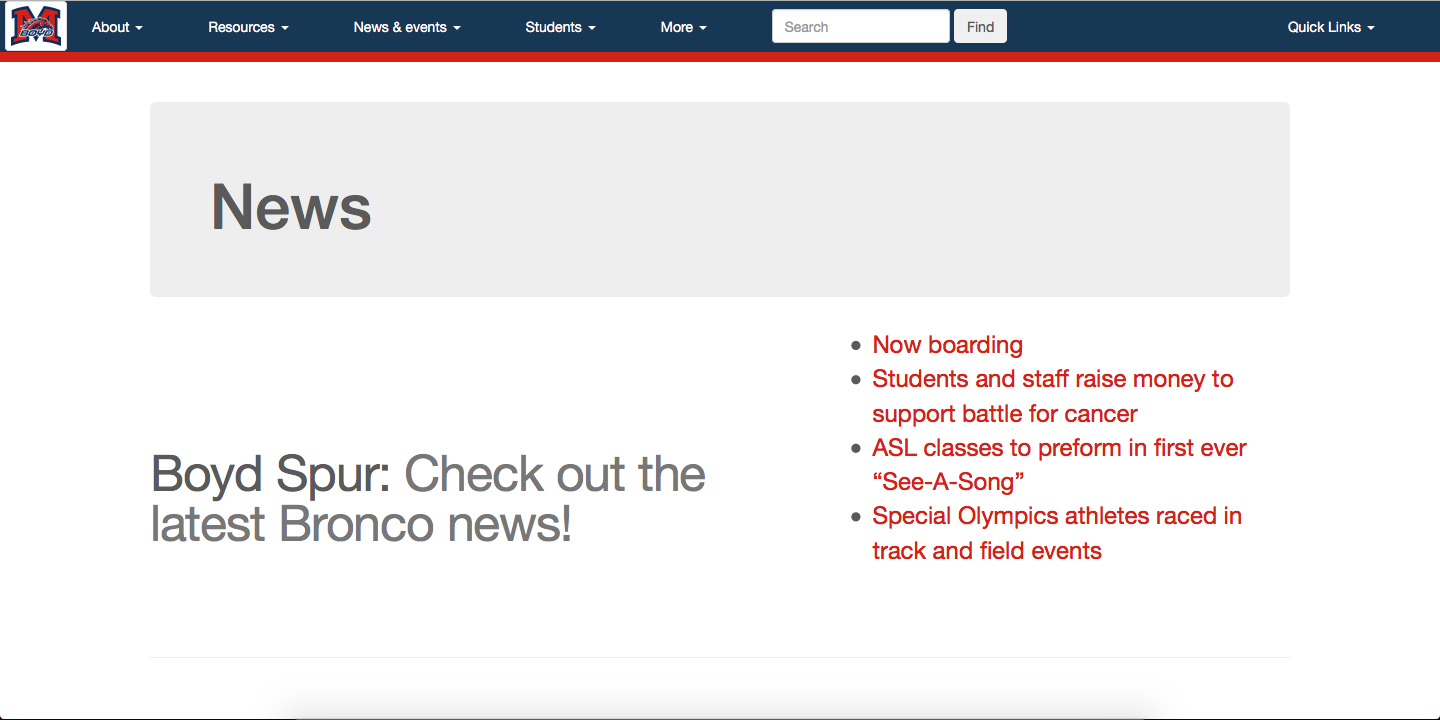 M
BOYD
About
Resources
News & events
Students
More
Search
Find
Quick Links
News
Boyd Spur: Check out the
latest Bronco news!
Now boarding
Students and staff raise money to
support battle for cancer
ASL classes to preform in first ever
“See-A-Song”
Special Olympics athletes raced in
track and field events